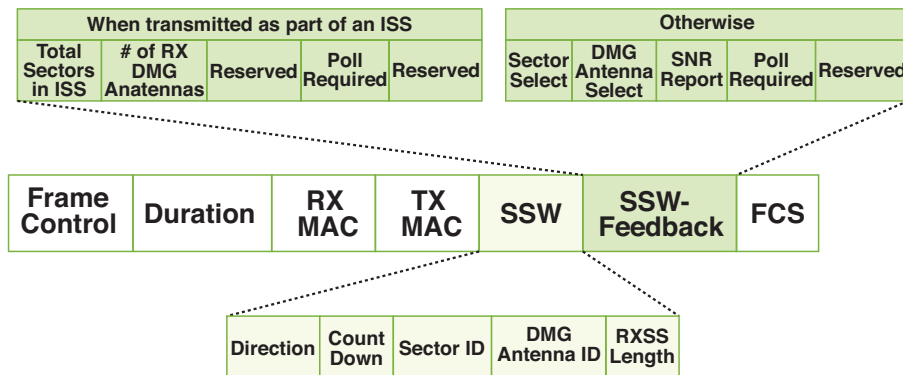 When transmitted as part of an ISS
Total Sectors in ISS
# of RX DMG Anatennas
Reserved
Poll Required
Reserved
Otherwise
Sector Select
DMG Antenna Select
SNR Report
Poll Required
Reserved
Frame Control
Duration
RX MAC
TX MAC
SSW
SSW-Feedback
FCS
Direction
Count Down
Sector ID
DMG Antenna ID
RXSS Length